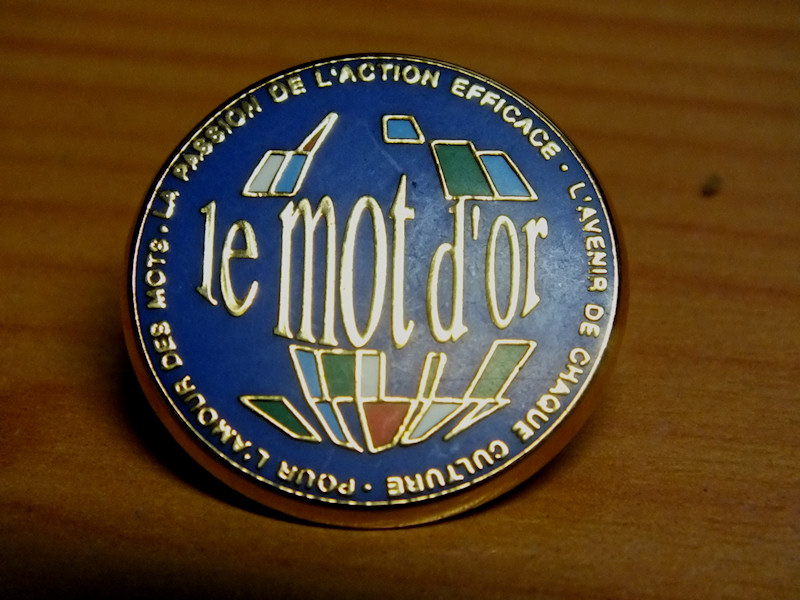 POUR L'AMOUR DES MOTS · LA PASSION DE L'ACTION EFFICACE · L'AVENIR DE CHAQUE CULTURE ·
le mot d'or